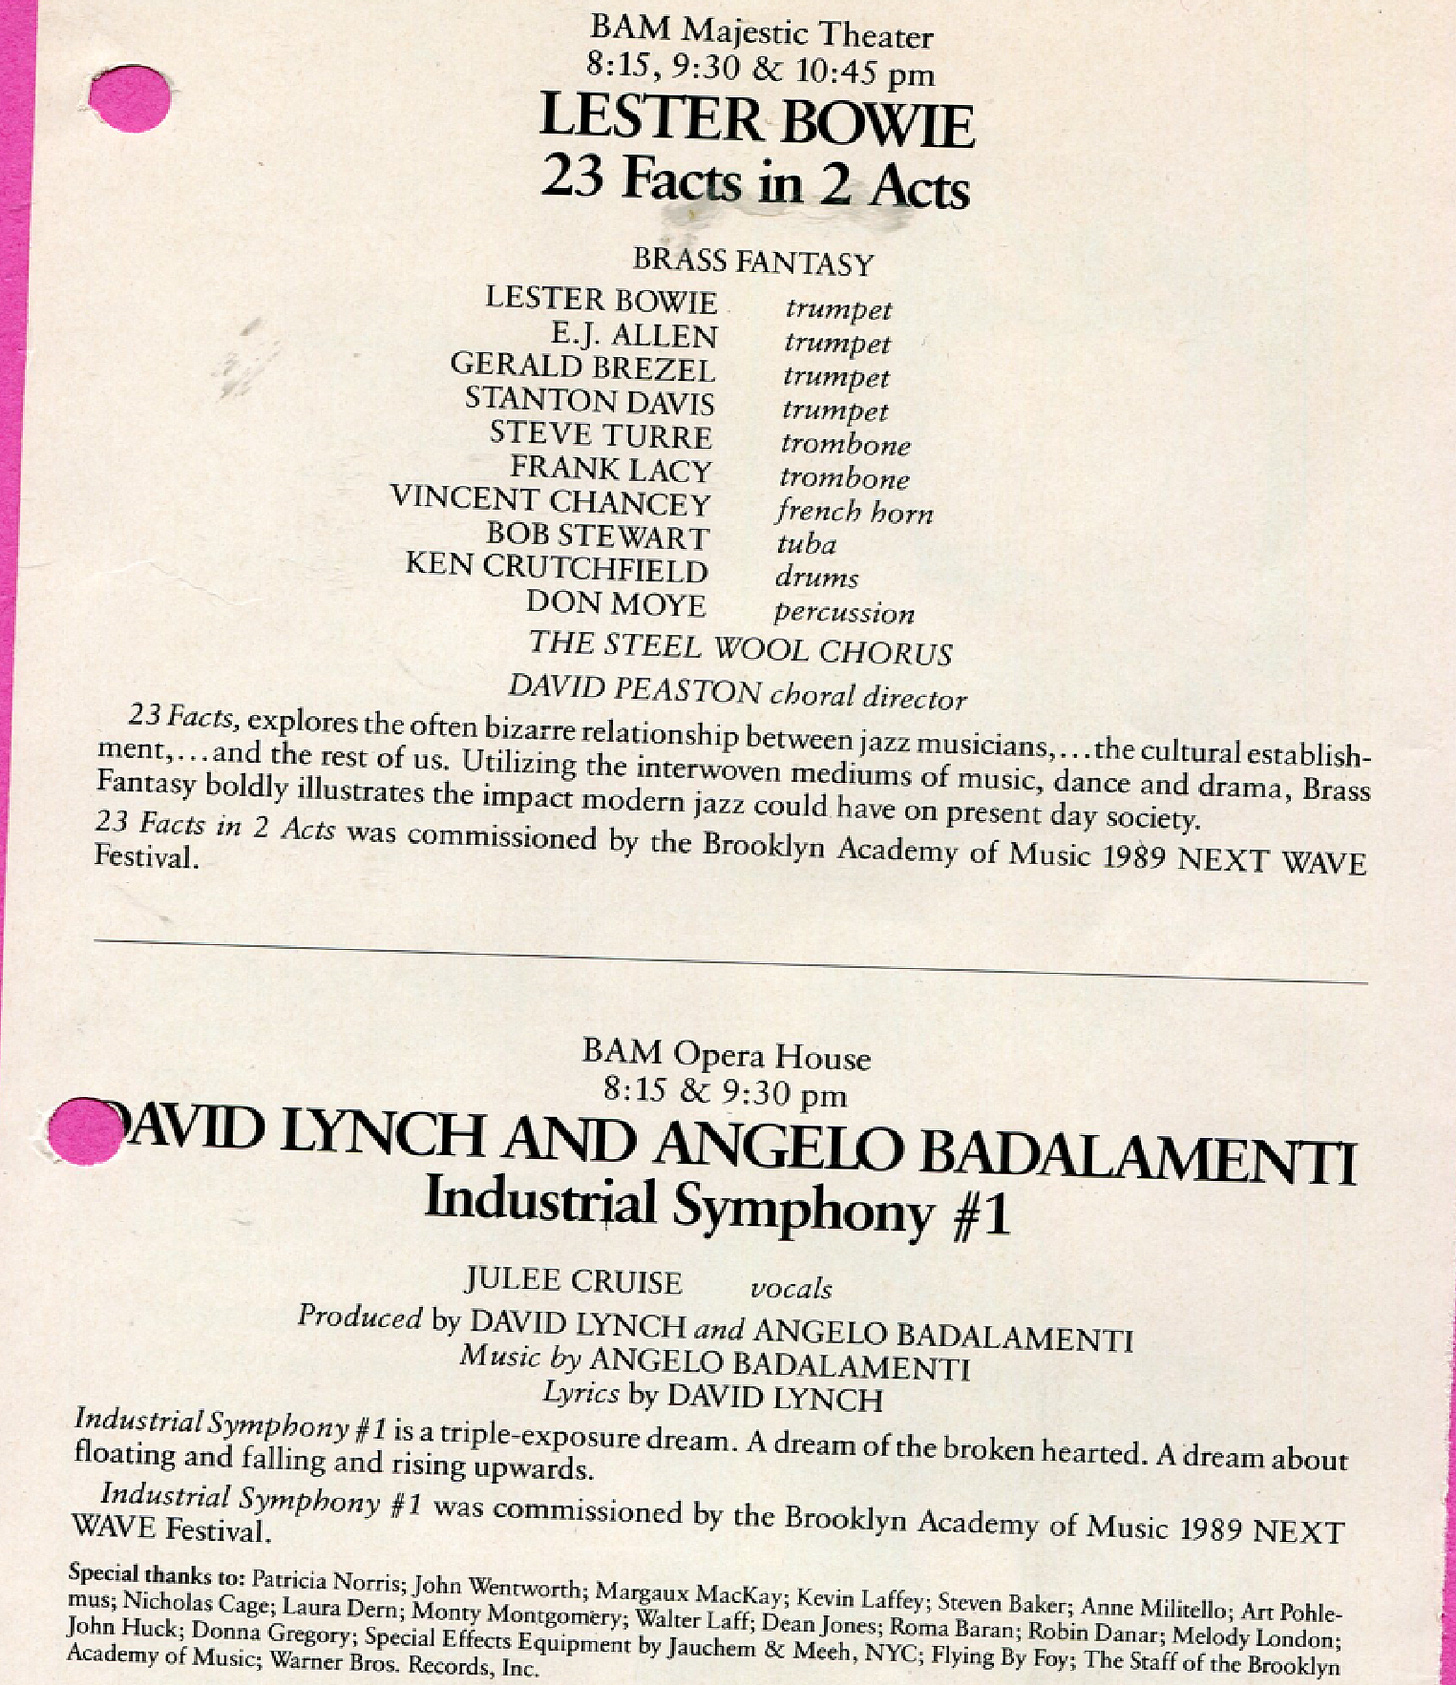 BAM Majestic Theater
8:15, 9:30 & 10:45 pm
LESTER BOWIE
23 Facts in 2 Acts
BRASS FANTASY
LESTER BOWIE trumpet
E.J. ALLEN trumpet
GERALD BREZEL trumpet
STANTON DAVIS trumpet
STEVE TURRE trombone
FRANK LACY trombone
VINCENT CHANCEY french horn
BOB STEWART tuba
KEN CRUTCHFIELD drums
DON MOYE percussion
THE STEEL WOOL CHORUS
DAVID PEASTON choral director
23 Facts, explores the often bizarre relationship between jazz musicians,...the cultural establish-
ment,...and the rest of us. Utilizing the interwoven mediums of music, dance and drama, Brass
Fantasy boldly illustrates the impact modern jazz could have on present day society.
23 Facts in 2 Acts was commissioned by the Brooklyn Academy of Music 1989 NEXT WAVE
Festival.
BAM Opera House
8:15 & 9:30 pm
DAVID LYNCH AND ANGELO BADALAMENTI
Industrial Symphony #1
JULEE CRUISE vocals
Produced by DAVID LYNCH and ANGELO BADALAMENTI
Music by ANGELO BADALAMENTI
Lyrics by DAVID LYNCH
Industrial Symphony #1 is a triple-exposure dream. A dream of the broken hearted. A dream about
floating and falling and rising upwards.
Industrial Symphony #1 was commissioned by the Brooklyn Academy of Music 1989 NEXT
WAVE Festival.
Special thanks to: Patricia Norris; John Wentworth; Margaux MacKay; Kevin Laffey; Steven Baker; Anne Militello; Art Pohle-
mus; Nicholas Cage; Laura Dern; Monty Montgomery; Walter Laff; Dean Jones; Roma Baran; Robin Danar; Melody London;
John Huck; Donna Gregory; Special Effects Equipment by Jauchem & Meeh, NYC; Flying By Foy; The Staff of the Brooklyn
Academy of Music; Warner Bros. Records, Inc.